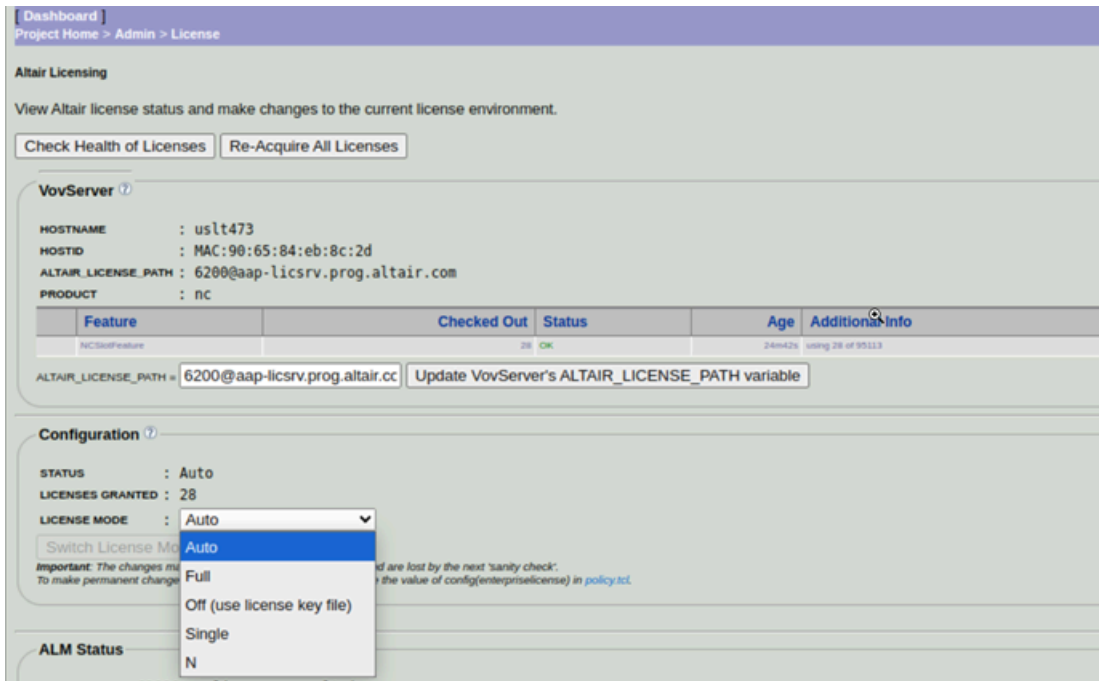 [ Dashboard ]
Project Home > Admin > License
Altair Licensing
View Altair license status and make changes to the current license environment.
Check Health of Licenses Re-Acquire All Licenses
VovServer ?
HOSTNAME : uslt473
HOSTID : MAC:90:65:84:eb:8c:2d
ALTAIR_LICENSE_PATH : 6200@aap-licsrv.prog.altair.com
PRODUCT : nc
Feature Checked Out Status Age Additional Info
NCSlotFeature 28 OK 24m42s using 28 of 95113
ALTAIR_LICENSE_PATH = 6200@aap-licsrv.prog.altair.cc Update VovServer's ALTAIR_LICENSE_PATH variable
Configuration ?
STATUS : Auto
LICENSES GRANTED : 28
LICENSE MODE : Auto
Switch License Mo
Auto
Important: The changes ma d are lost by the next 'sanity check'.
To make permanent change the value of config(enterpriselicense) in policy.tcl.
Full
Off (use license key file)
Single
N
ALM Status